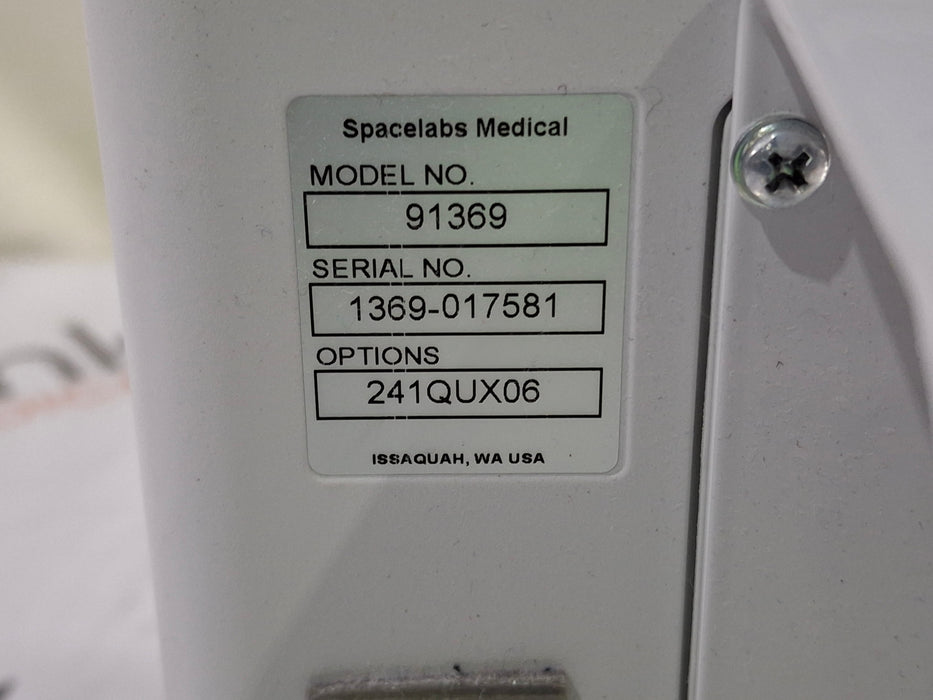 Spacelabs Medical
MODEL NO.
91369
SERIAL NO.
1369-017581
OPTIONS
241QUX06
ISSAQUAH, WA USA